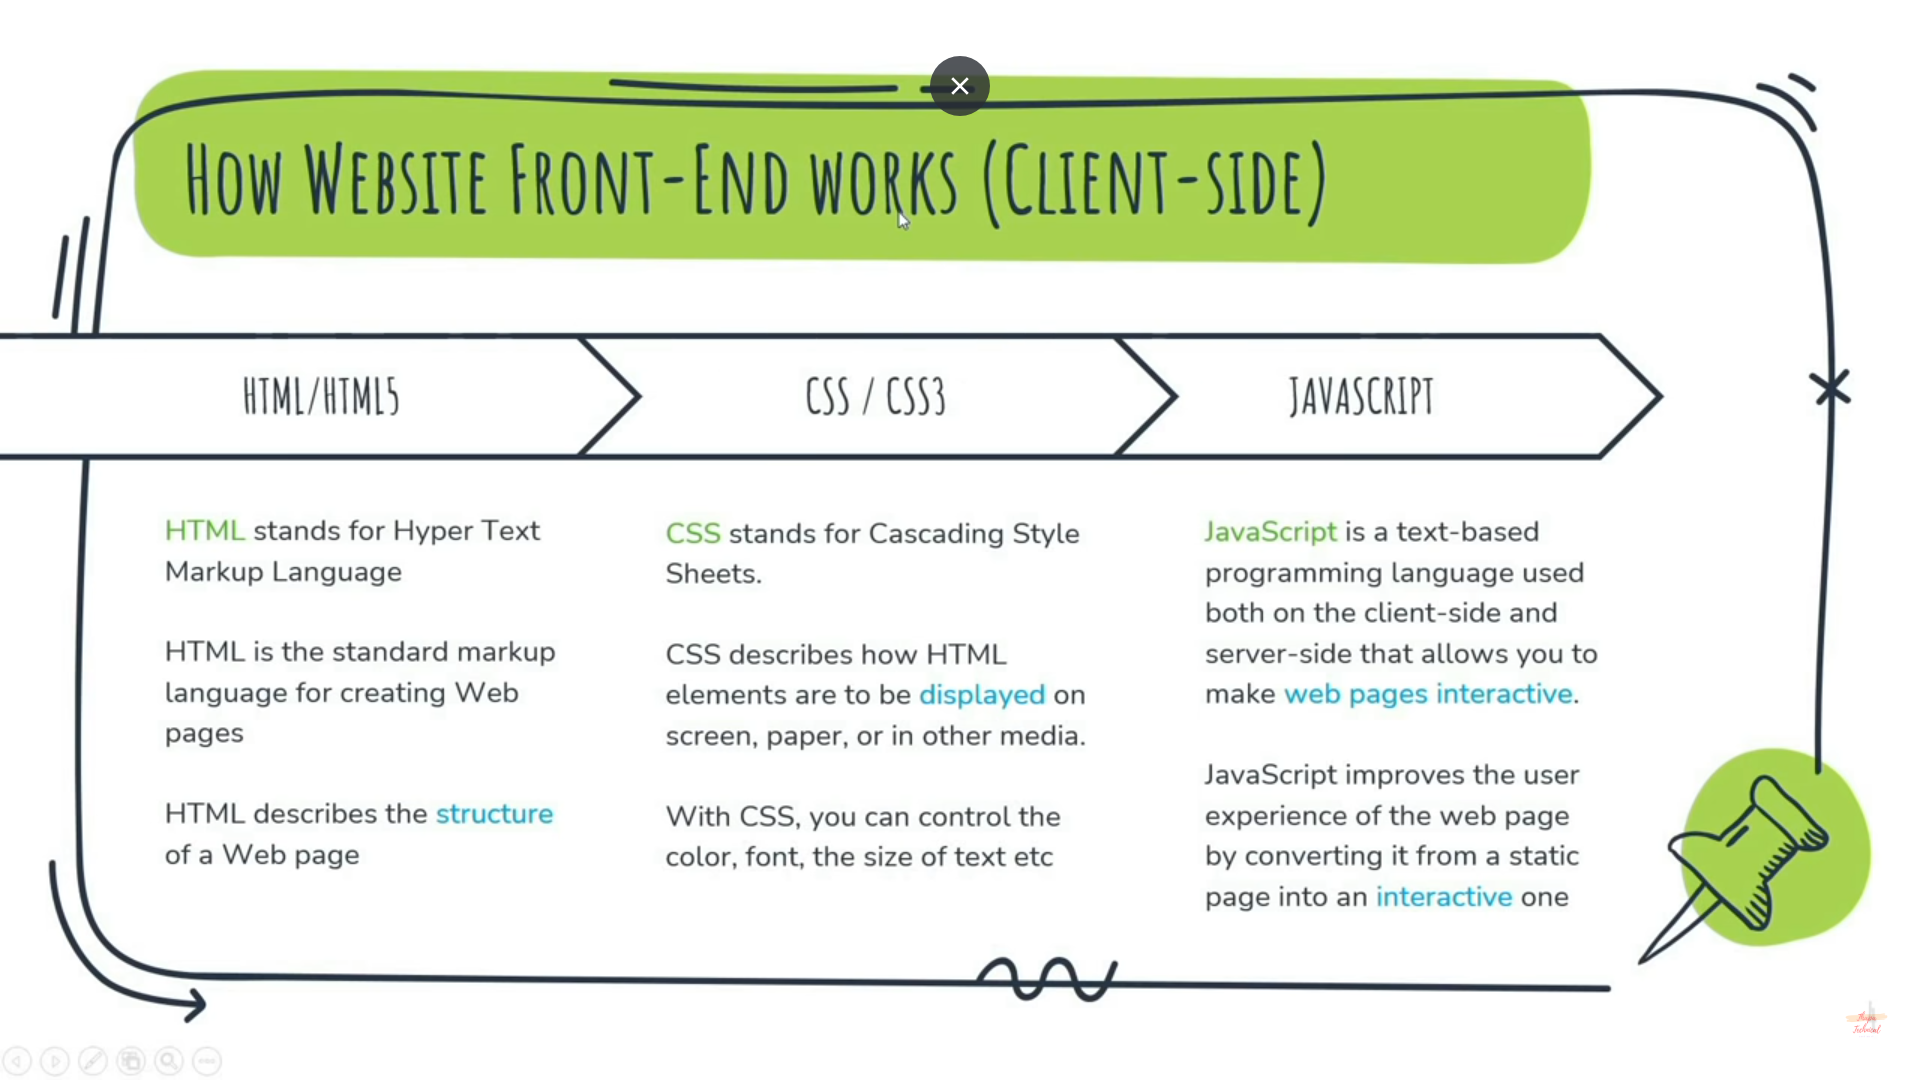 How Website Front-End works (Client-side)
HTML/HTML5
CSS / CSS3
JAVASCRIPT
HTML stands for Hyper Text
Markup Language
HTML is the standard markup
language for creating Web
pages
HTML describes the structure
of a Web page
CSS stands for Cascading Style
Sheets.
CSS describes how HTML
elements are to be displayed on
screen, paper, or in other media.
With CSS, you can control the
color, font, the size of text etc
JavaScript is a text-based
programming language used
both on the client-side and
server-side that allows you to
make web pages interactive.
JavaScript improves the user
experience of the web page
by converting it from a static
page into an interactive one
Technical